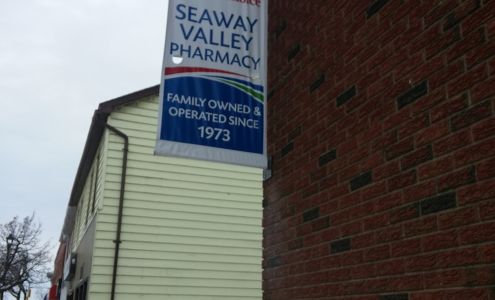 SEAWAY
VALLEY
PHARMACY
FAMILY OWNED &
OPERATED SINCE
1973